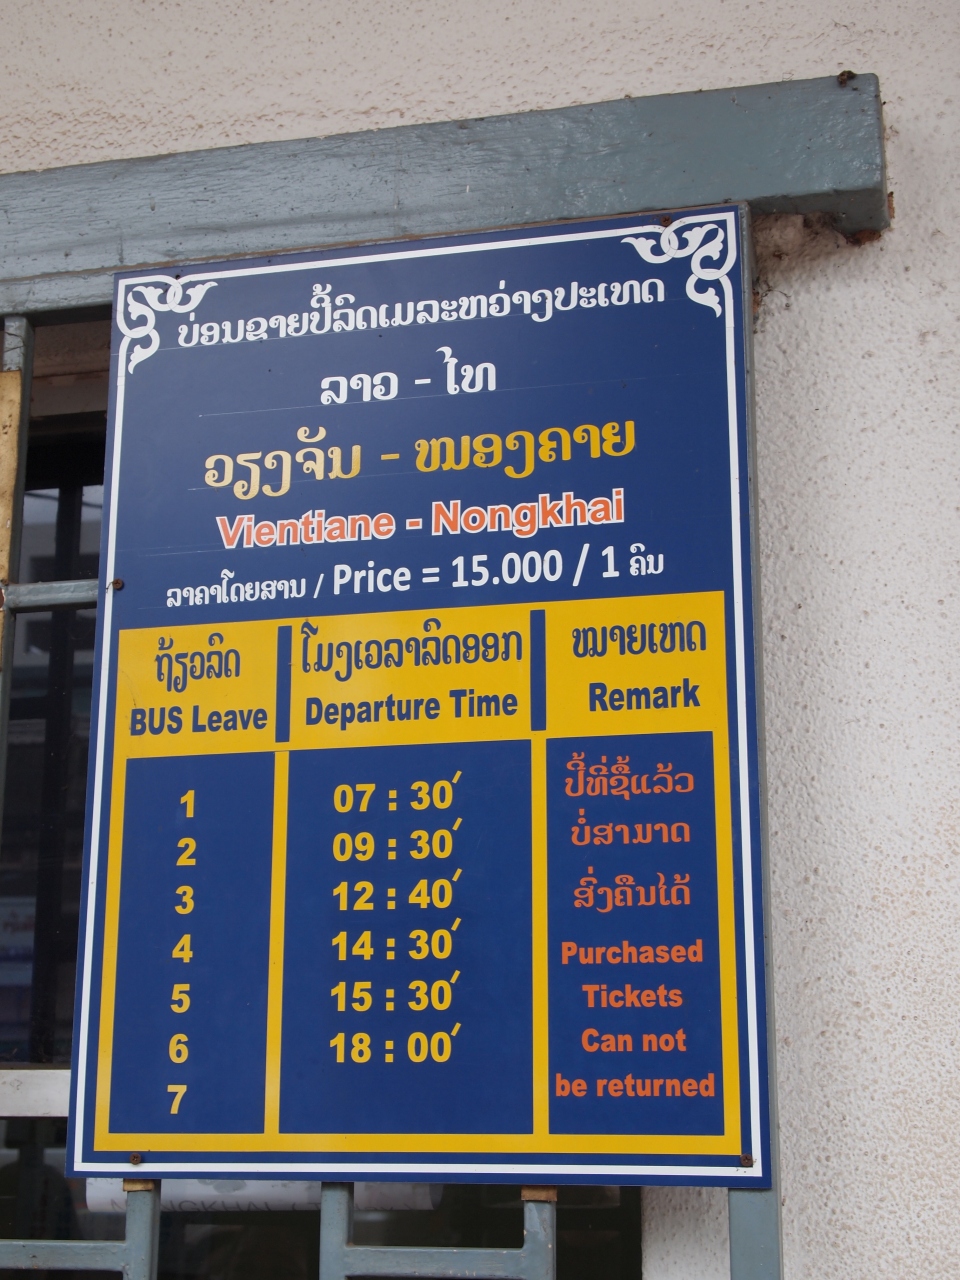 ບ່ອນຂາຍປີ້ລົດເມລະຫວ່າງປະເທດ
ລາວ - ໄທ
ວຽງຈັນ - ໜອງຄາຍ
Vientiane - Nongkhai
ລາຄາໂດຍສານ / Price = 15.000 / 1 ຄົນ
ຖ້ຽວລົດ ໂມງເວລາລົດອອກ ໝາຍເຫດ
BUS Leave Departure Time Remark
1 07 : 30′
2 09 : 30′
3 12 : 40′
4 14 : 30′
5 15 : 30′
6 18 : 00′
7
ປີ້ທີ່ຊື້ແລ້ວ
ບໍ່ສາມາດ
ສົ່ງຄືນໄດ້
Purchased
Tickets
Can not
be returned